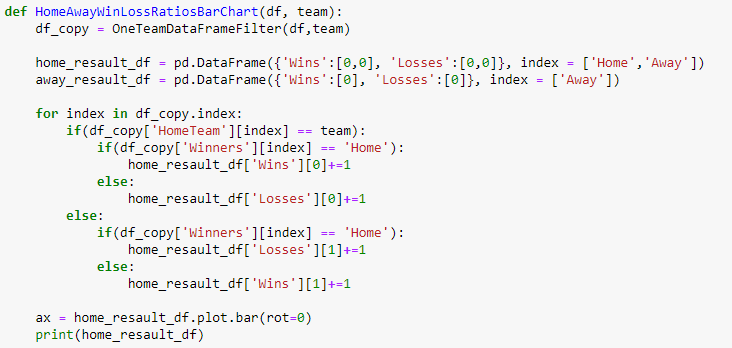 def HomeAwayWinLossRatiosBarChart(df, team):
    df_copy = OneTeamDataFrameFilter(df,team)

    home_resault_df = pd.DataFrame({'Wins':[0,0], 'Losses':[0,0]}, index = ['Home','Away'])
    away_resault_df = pd.DataFrame({'Wins':[0], 'Losses':[0]}, index = ['Away'])

    for index in df_copy.index:
        if(df_copy['HomeTeam'][index] == team):
            if(df_copy['Winners'][index] == 'Home'):
                home_resault_df['Wins'][0]+=1
            else:
                home_resault_df['Losses'][0]+=1
        else:
            if(df_copy['Winners'][index] == 'Home'):
                home_resault_df['Losses'][1]+=1
            else:
                home_resault_df['Wins'][1]+=1

    ax = home_resault_df.plot.bar(rot=0)
    print(home_resault_df)